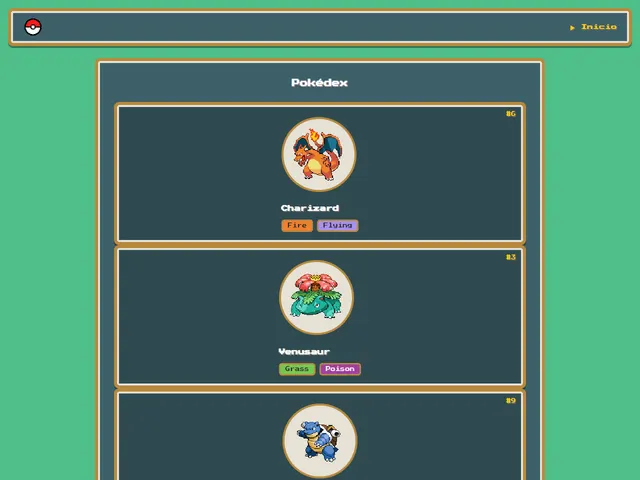 ▶ Inicio
Pokédex
#6
Charizard
Fire Flying
#3
Venusaur
Grass Poison
#9